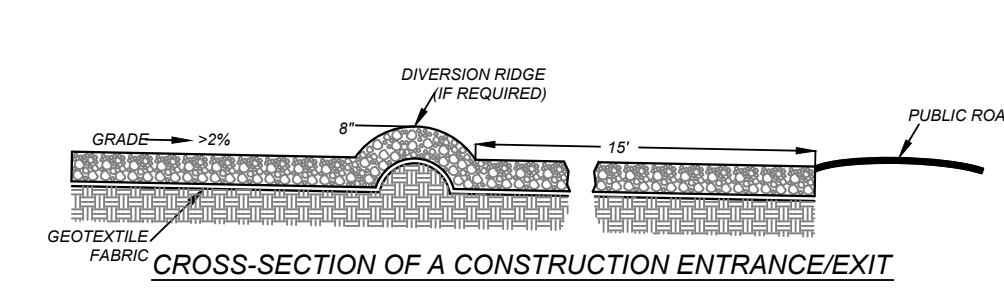 DIVERSION RIDGE
(IF REQUIRED)
8"
GRADE >2%
15'
PUBLIC ROA
GEOTEXTILE
FABRIC
CROSS-SECTION OF A CONSTRUCTION ENTRANCE/EXIT